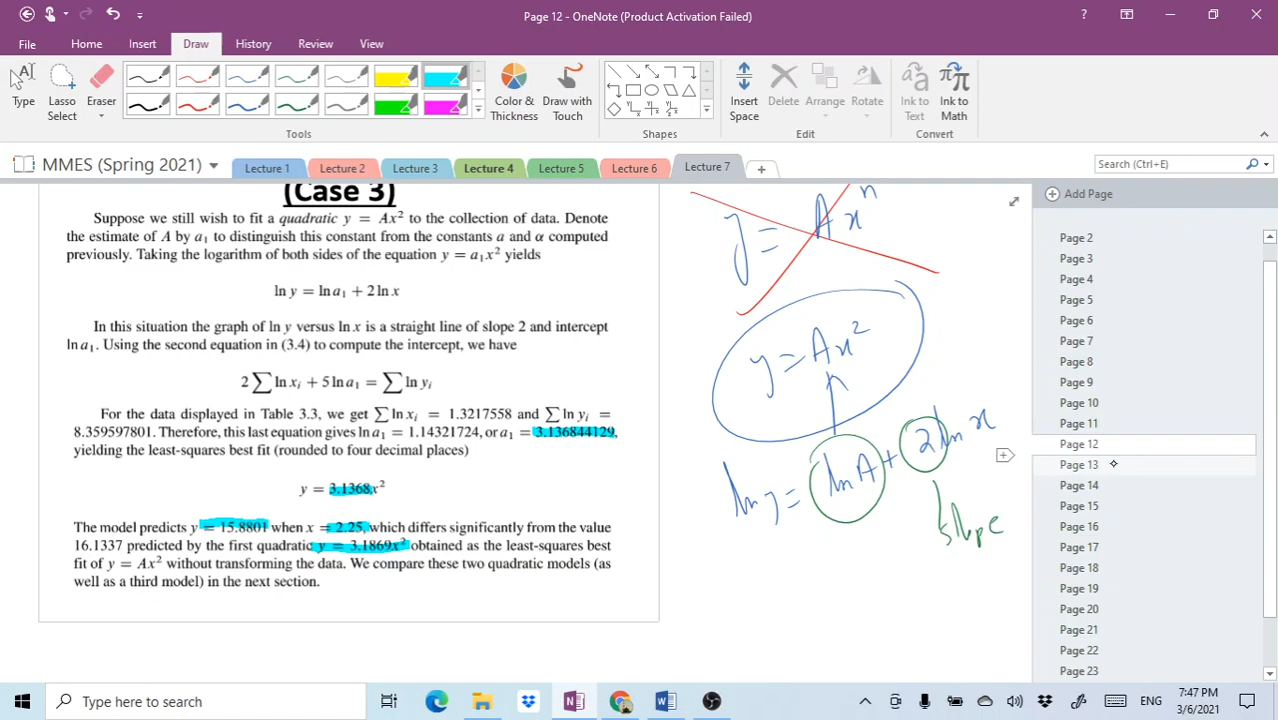 Page 12 - OneNote (Product Activation Failed)
File Home Insert Draw History Review View
Type
Lasso Select
Eraser
Color & Thickness
Draw with Touch
Insert Space
Delete
Arrange
Rotate
Ink to Text
Ink to Math
Tools
Shapes
Edit
Convert
MMES (Spring 2021)
Lecture 1
Lecture 2
Lecture 3
Lecture 4
Lecture 5
Lecture 6
Lecture 7
Search (Ctrl+E)
(Case 3)
Suppose we still wish to fit a quadratic y = Ax² to the collection of data. Denote
the estimate of A by a₁ to distinguish this constant from the constants a and α computed
previously. Taking the logarithm of both sides of the equation y = a₁x² yields
ln y = ln a₁ + 2 ln x
In this situation the graph of ln y versus ln x is a straight line of slope 2 and intercept
ln a₁. Using the second equation in (3.4) to compute the intercept, we have
2 ∑ ln xᵢ + 5 ln a₁ = ∑ ln yᵢ
For the data displayed in Table 3.3, we get ∑ ln xᵢ = 1.3217558 and ∑ ln yᵢ =
8.359597801. Therefore, this last equation gives ln a₁ = 1.14321724, or a₁ = 3.136844129,
yielding the least-squares best fit (rounded to four decimal places)
y = 3.1368x²
The model predicts y = 15.8801 when x = 2.25, which differs significantly from the value
16.1337 predicted by the first quadratic y = 3.1869x² obtained as the least-squares best
fit of y = Ax² without transforming the data. We compare these two quadratic models (as
well as a third model) in the next section.
y = Axⁿ
y = Ax²
ln y = ln A + 2 ln x
slope
Add Page
Page 2
Page 3
Page 4
Page 5
Page 6
Page 7
Page 8
Page 9
Page 10
Page 11
Page 12
Page 13
Page 14
Page 15
Page 16
Page 17
Page 18
Page 19
Page 20
Page 21
Page 22
Page 23
Type here to search
ENG
7:47 PM
3/6/2021